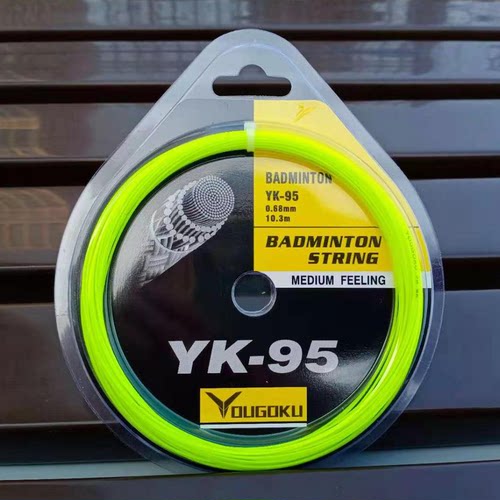 BADMINTON
YK-95
0.68mm
10.3m
BADMINTON
STRING
MEDIUM FEELING
YK-95
YOUGOKU